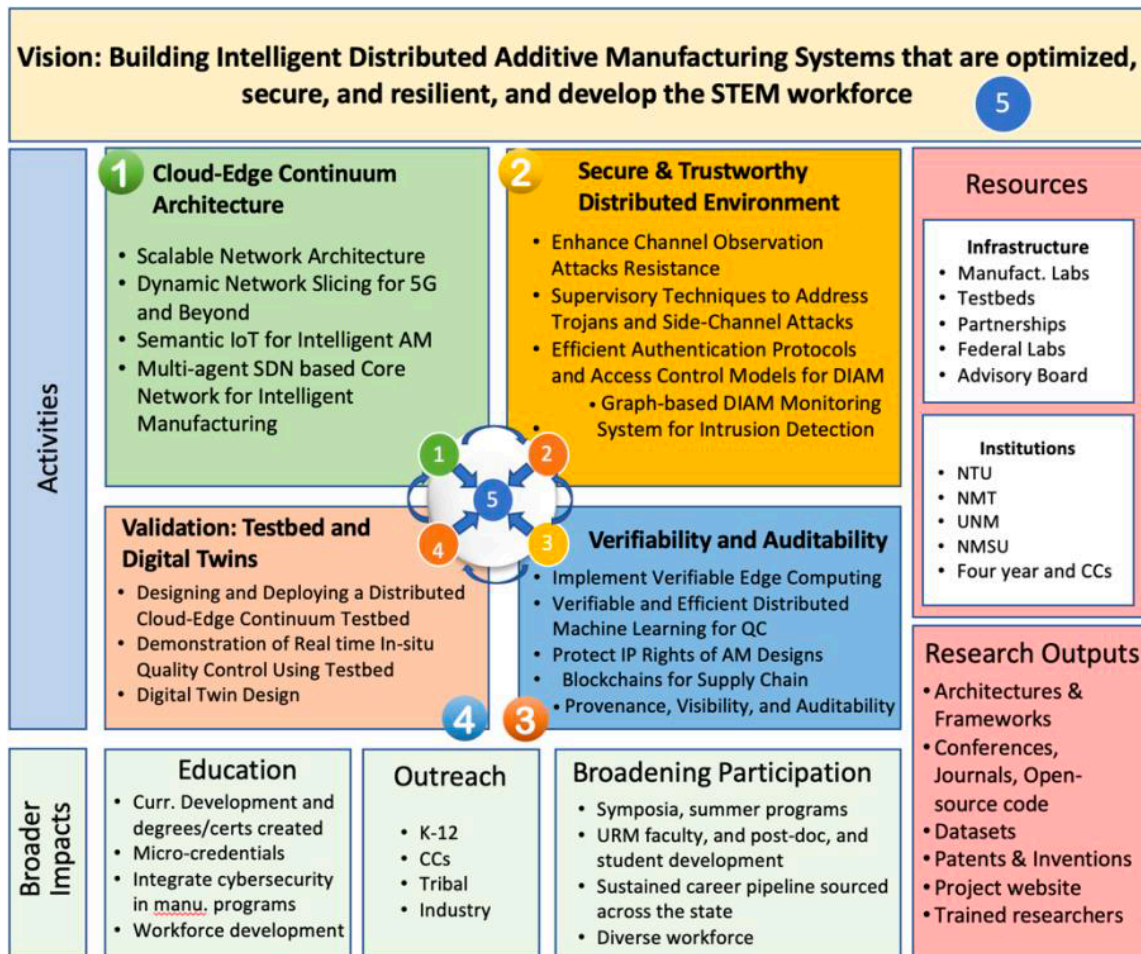 Vision: Building Intelligent Distributed Additive Manufacturing Systems that are optimized,
secure, and resilient, and develop the STEM workforce
5
Activities
1
Cloud-Edge Continuum
Architecture
• Scalable Network Architecture
• Dynamic Network Slicing for 5G
and Beyond
• Semantic IoT for Intelligent AM
• Multi-agent SDN based Core
Network for Intelligent
Manufacturing
2
Secure & Trustworthy
Distributed Environment
• Enhance Channel Observation
Attacks Resistance
• Supervisory Techniques to Address
Trojans and Side-Channel Attacks
• Efficient Authentication Protocols
and Access Control Models for DIAM
• Graph-based DIAM Monitoring
• System for Intrusion Detection
1
2
5
4
3
Validation: Testbed and
Digital Twins
• Designing and Deploying a Distributed
Cloud-Edge Continuum Testbed
• Demonstration of Real time In-situ
Quality Control Using Testbed
• Digital Twin Design
4
Verifiability and Auditability
• Implement Verifiable Edge Computing
• Verifiable and Efficient Distributed
Machine Learning for QC
• Protect IP Rights of AM Designs
• Blockchains for Supply Chain
• Provenance, Visibility, and Auditability
3
Resources
Infrastructure
• Manufact. Labs
• Testbeds
• Partnerships
• Federal Labs
• Advisory Board
Institutions
• NTU
• NMT
• UNM
• NMSU
• Four year and CCs
Research Outputs
• Architectures &
Frameworks
• Conferences,
Journals, Open-
source code
• Datasets
• Patents & Inventions
• Project website
• Trained researchers
Broader
Impacts
Education
• Curr. Development and
degrees/certs created
• Micro-credentials
• Integrate cybersecurity
in manu. programs
• Workforce development
Outreach
• K-12
• CCs
• Tribal
• Industry
Broadening Participation
• Symposia, summer programs
• URM faculty, and post-doc, and
student development
• Sustained career pipeline sourced
across the state
• Diverse workforce